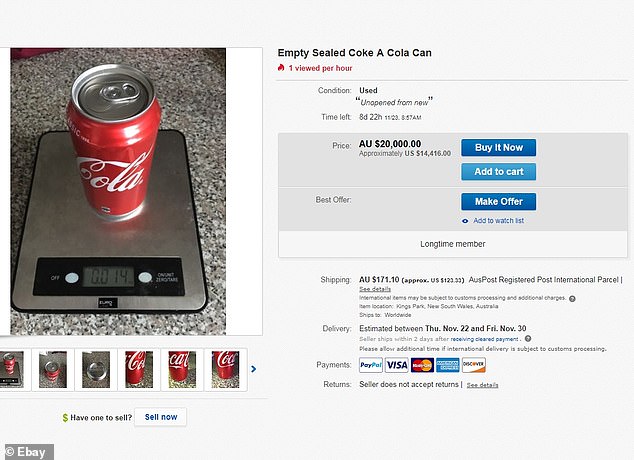 Empty Sealed Coke A Cola Can
1 viewed per hour
Condition: Used
“Unopened from new”
Time left: 8d 22h 11/23, 8:57AM
Price: AU $20,000.00
Approximately US $14,416.00
Buy It Now
Add to cart
Best Offer:
Make Offer
Add to watch list
Longtime member
Shipping: AU $171.10 (approx. US $123.33) AusPost Registered Post International Parcel |
See details
International items may be subject to customs processing and additional charges. ?
Item location: Kings Park, New South Wales, Australia
Ships to: Worldwide
Delivery: Estimated between Thu. Nov. 22 and Fri. Nov. 30
Seller ships within 2 days after receiving cleared payment. ?
Please allow additional time if international delivery is subject to customs processing.
Payments: PayPal VISA MasterCard AMERICAN EXPRESS DISCOVER
Returns: Seller does not accept returns | See details
Cola
OFF
0.014
ON/UNIT
ZERO/TARE
EURO
$ Have one to sell? Sell now
© Ebay